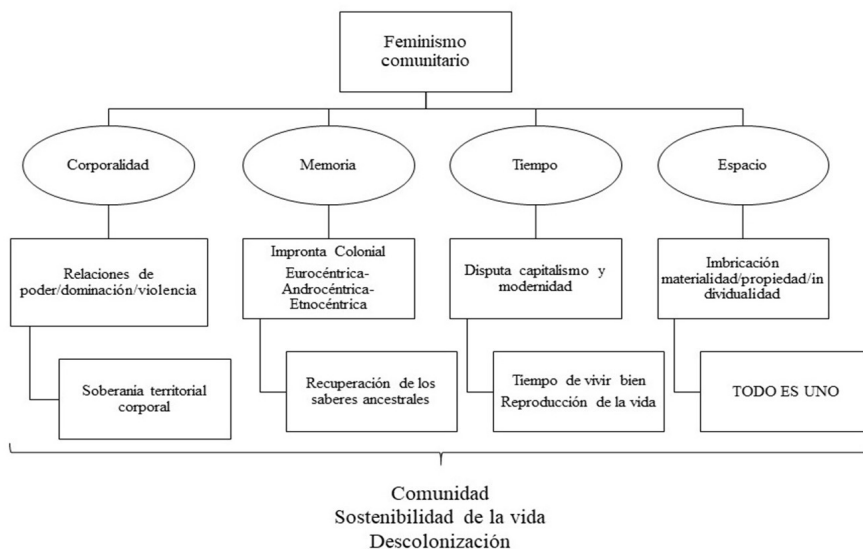 Feminismo
comunitario
Corporalidad
Memoria
Tiempo
Espacio
Relaciones de
poder/dominación/violencia
Impronta Colonial
Eurocéntrica-
Androcéntrica-
Etnocéntrica
Disputa capitalismo y
modernidad
Imbricación
materialidad/propiedad/in
dividualidad
Soberanía territorial
corporal
Recuperación de los
saberes ancestrales
Tiempo de vivir bien
Reproducción de la vida
TODO ES UNO
Comunidad
Sostenibilidad de la vida
Descolonización